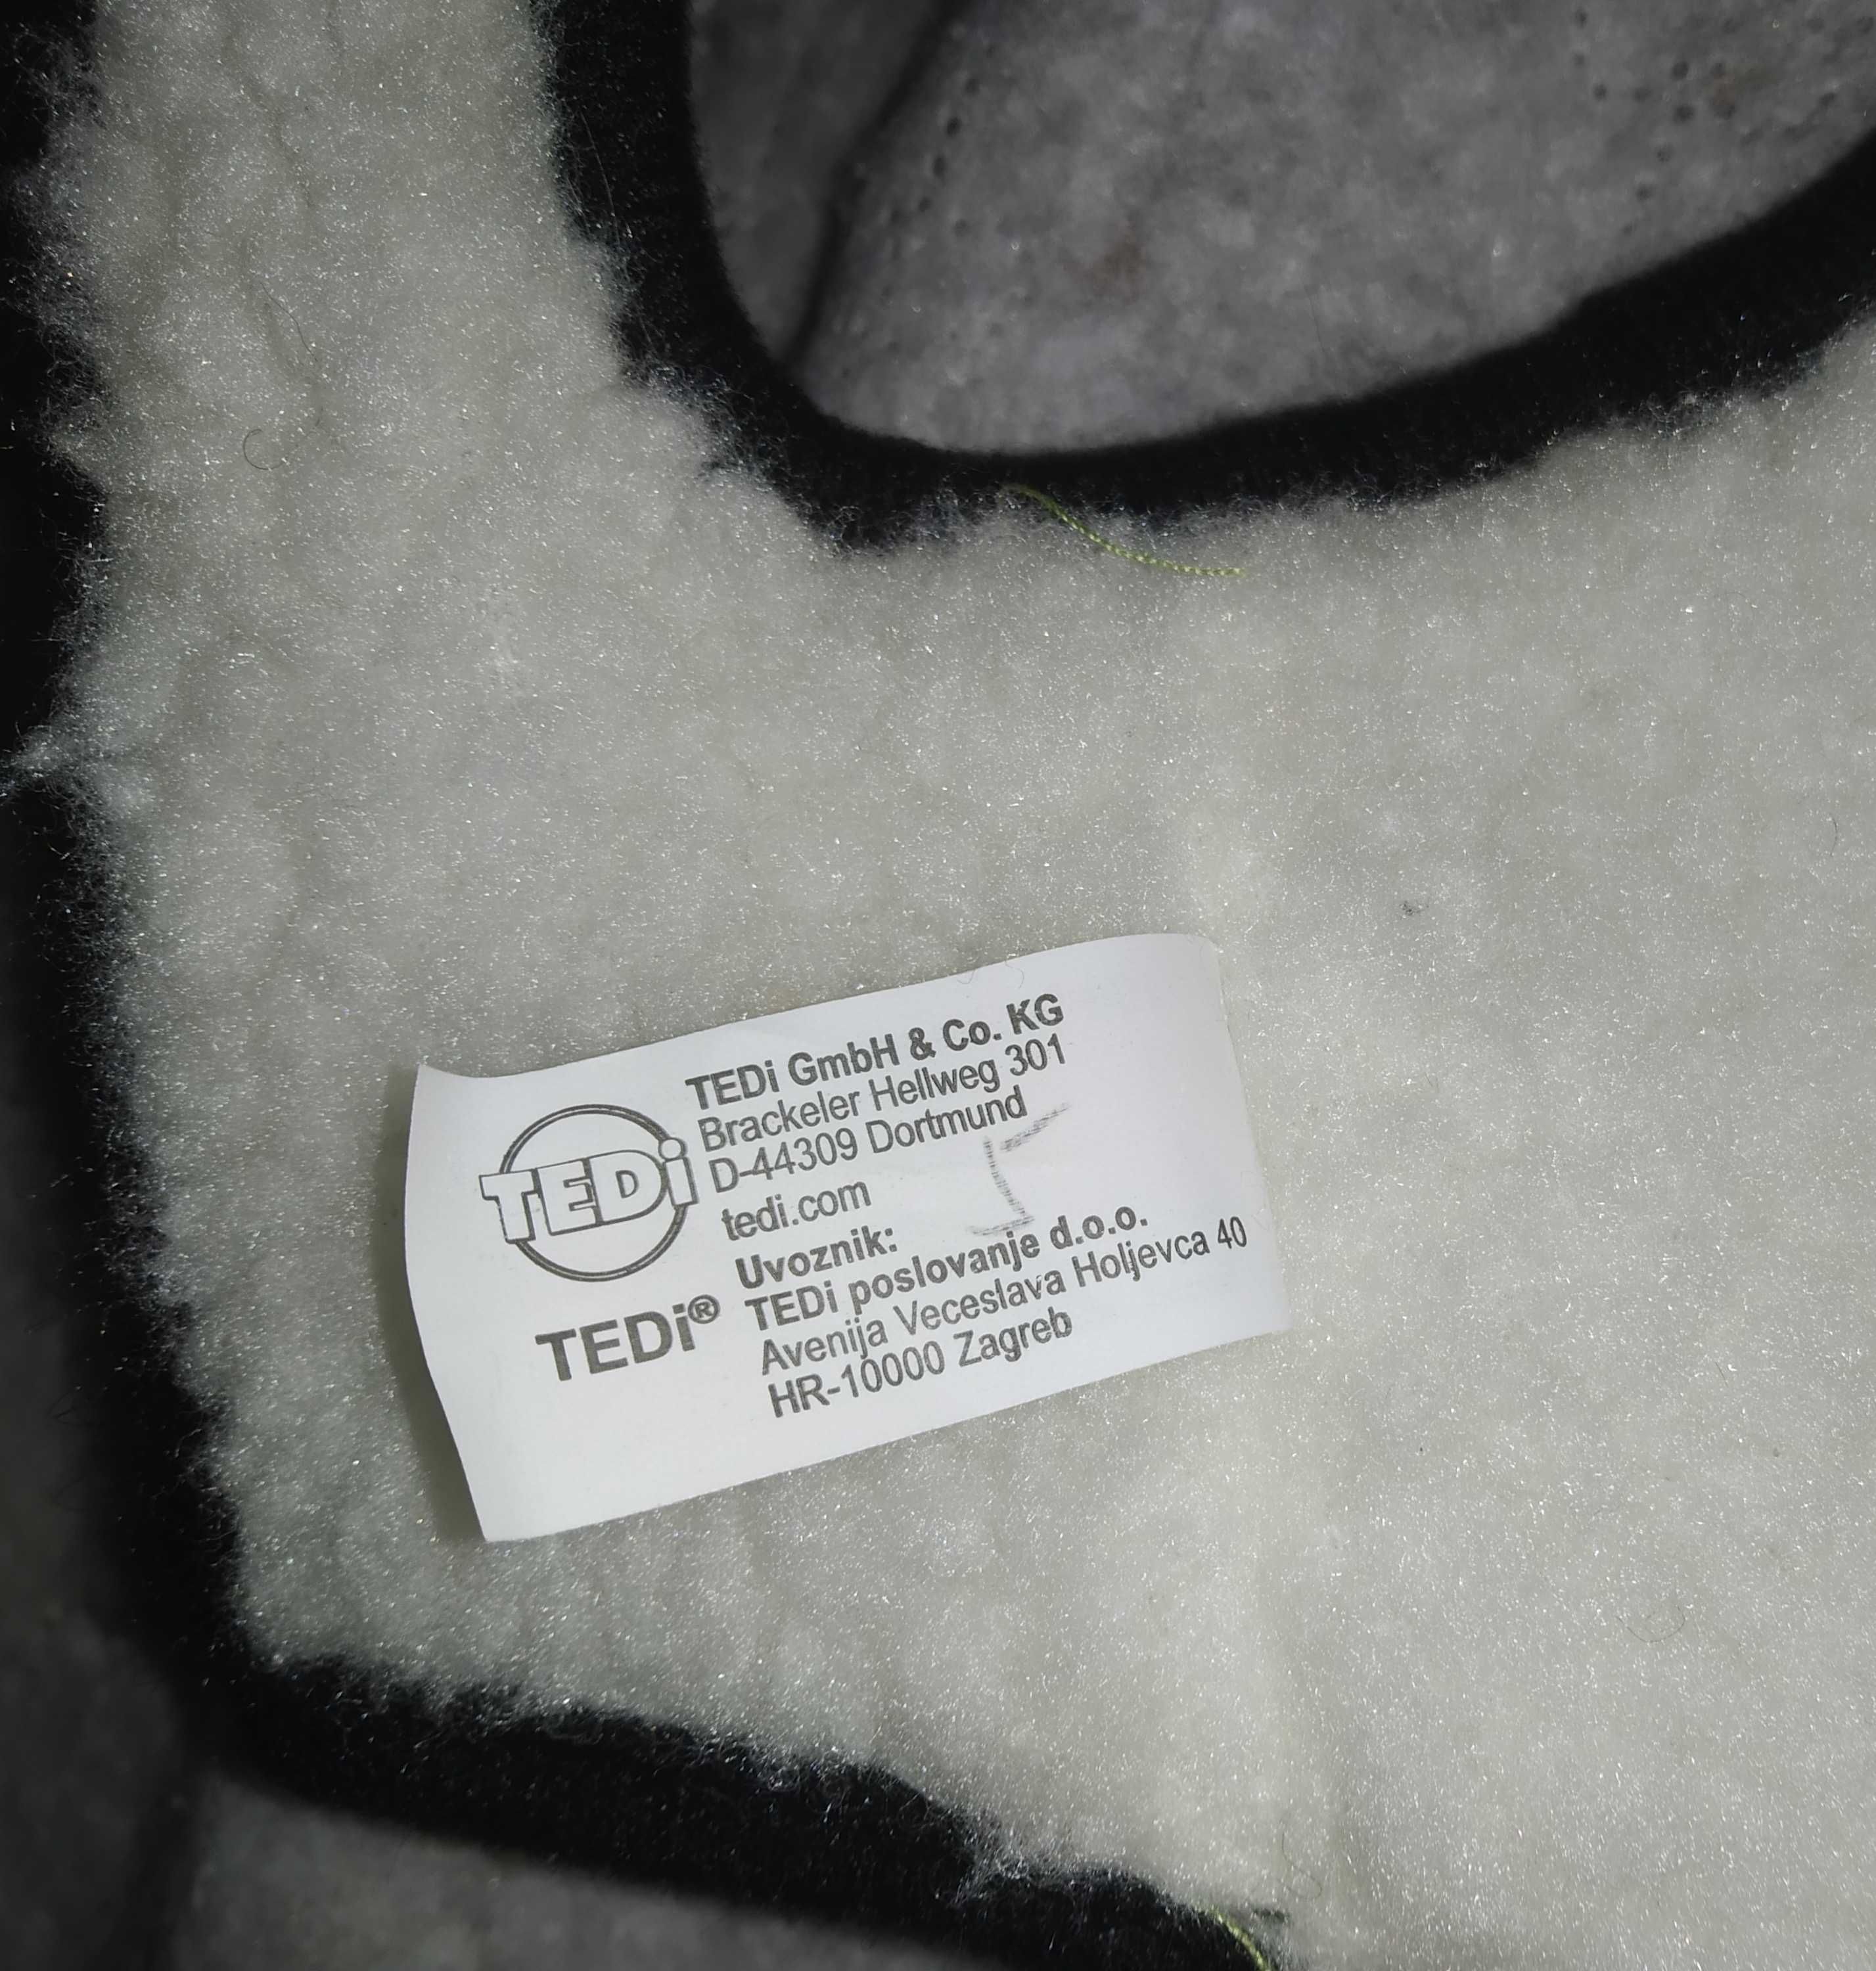 TEDi GmbH & Co. KG
Brackeler Hellweg 301
D-44309 Dortmund
tedi.com
Uvoznik:
TEDi poslovanje d.o.o.
Avenija Veceslava Holjevca 40
HR-10000 Zagreb
TEDi
TEDi®
5